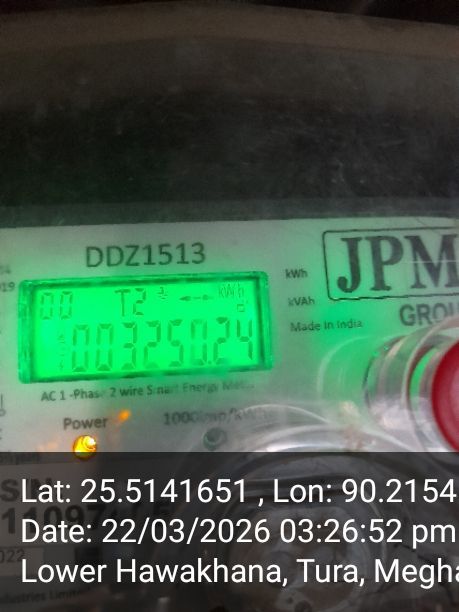 DDZ1513
JPM
kWh
kVAh
Made in India
GROU
00 T2 kWh
003250.24
AC 1 -Phase 2 wire Smart Energy Met
Power
1000imp/kWh
Lat: 25.5141651 , Lon: 90.2154
Date: 22/03/2026 03:26:52 pm
Lower Hawakhana, Tura, Megha